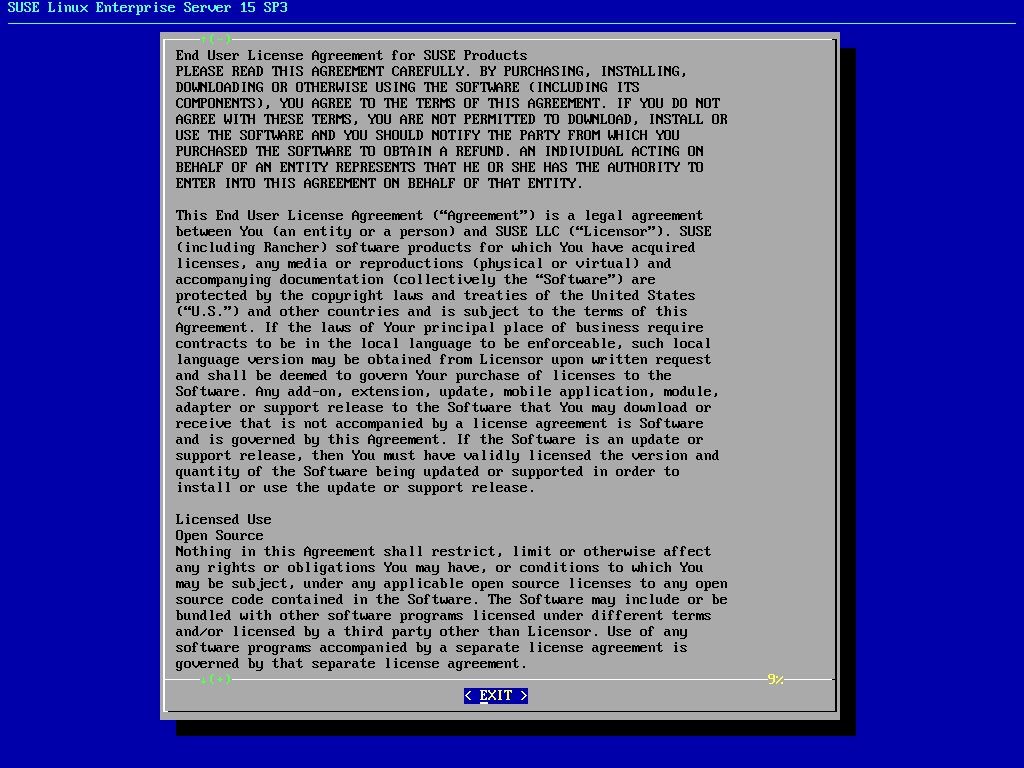 SUSE Linux Enterprise Server 15 SP3
End User License Agreement for SUSE Products
PLEASE READ THIS AGREEMENT CAREFULLY. BY PURCHASING, INSTALLING,
DOWNLOADING OR OTHERWISE USING THE SOFTWARE (INCLUDING ITS
COMPONENTS), YOU AGREE TO THE TERMS OF THIS AGREEMENT. IF YOU DO NOT
AGREE WITH THESE TERMS, YOU ARE NOT PERMITTED TO DOWNLOAD, INSTALL OR
USE THE SOFTWARE AND YOU SHOULD NOTIFY THE PARTY FROM WHICH YOU
PURCHASED THE SOFTWARE TO OBTAIN A REFUND. AN INDIVIDUAL ACTING ON
BEHALF OF AN ENTITY REPRESENTS THAT HE OR SHE HAS THE AUTHORITY TO
ENTER INTO THIS AGREEMENT ON BEHALF OF THAT ENTITY.
This End User License Agreement (“Agreement”) is a legal agreement
between You (an entity or a person) and SUSE LLC (“Licensor”). SUSE
(including Rancher) software products for which You have acquired
licenses, any media or reproductions (physical or virtual) and
accompanying documentation (collectively the “Software”) are
protected by the copyright laws and treaties of the United States
(“U.S.”) and other countries and is subject to the terms of this
Agreement. If the laws of Your principal place of business require
contracts to be in the local language to be enforceable, such local
language version may be obtained from Licensor upon written request
and shall be deemed to govern Your purchase of licenses to the
Software. Any add-on, extension, update, mobile application, module,
adapter or support release to the Software that You may download or
receive that is not accompanied by a license agreement is Software
and is governed by this Agreement. If the Software is an update or
support release, then You must have validly licensed the version and
quantity of the Software being updated or supported in order to
install or use the update or support release.
Licensed Use
Open Source
Nothing in this Agreement shall restrict, limit or otherwise affect
any rights or obligations You may have, or conditions to which You
may be subject, under any applicable open source licenses to any open
source code contained in the Software. The Software may include or be
bundled with other software programs licensed under different terms
and/or licensed by a third party other than Licensor. Use of any
software programs accompanied by a separate license agreement is
governed by that separate license agreement.
9%
< EXIT >